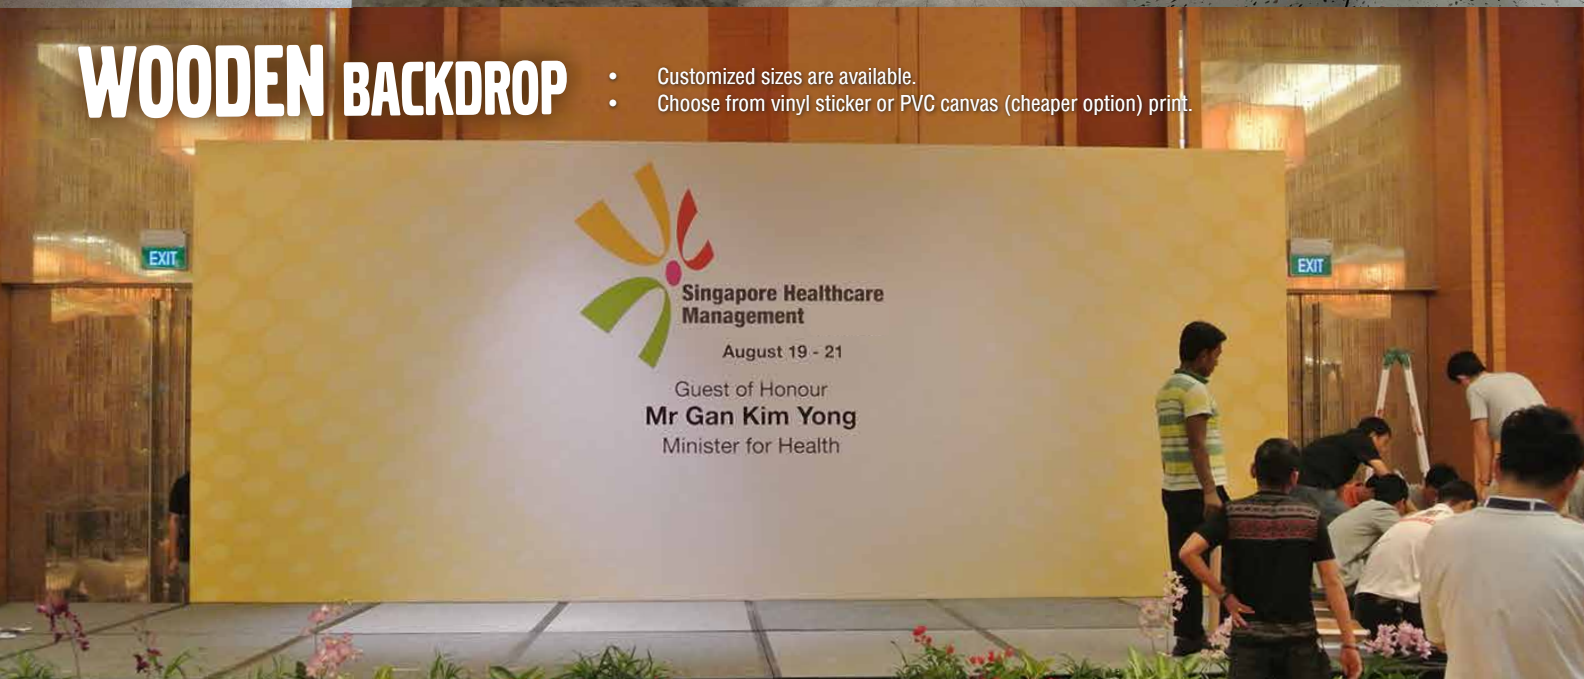 WOODEN BACKDROP
• Customized sizes are available.
• Choose from vinyl sticker or PVC canvas (cheaper option) print.
EXIT
EXIT
Singapore Healthcare
Management
August 19 - 21
Guest of Honour
Mr Gan Kim Yong
Minister for Health